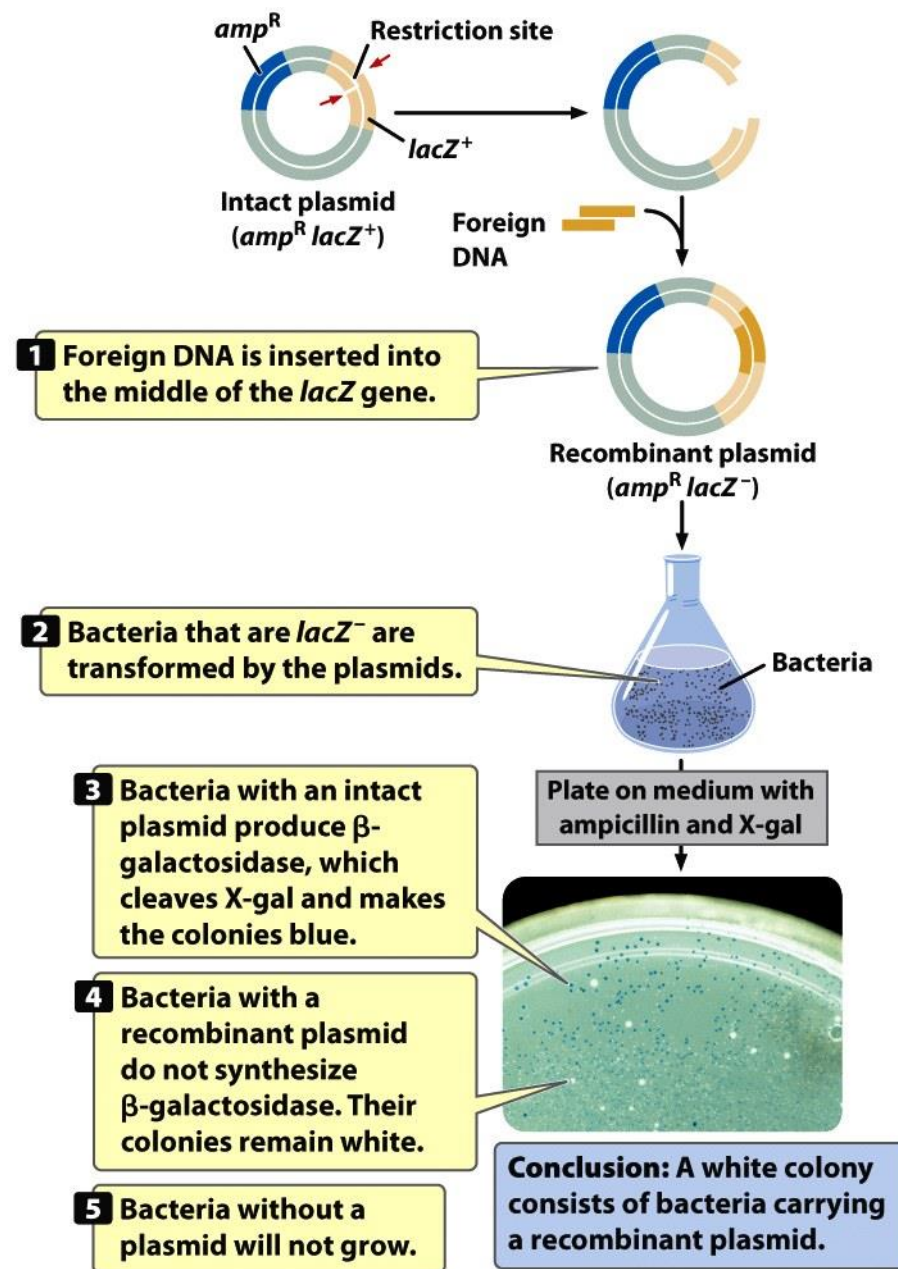 amp^R
Restriction site
lacZ⁺
Intact plasmid
(amp^R lacZ⁺)
Foreign
DNA
1 Foreign DNA is inserted into
the middle of the lacZ gene.
Recombinant plasmid
(amp^R lacZ⁻)
2 Bacteria that are lacZ⁻ are
transformed by the plasmids.
Bacteria
Plate on medium with
ampicillin and X-gal
3 Bacteria with an intact
plasmid produce β-
galactosidase, which
cleaves X-gal and makes
the colonies blue.
4 Bacteria with a
recombinant plasmid
do not synthesize
β-galactosidase. Their
colonies remain white.
5 Bacteria without a
plasmid will not grow.
Conclusion: A white colony
consists of bacteria carrying
a recombinant plasmid.